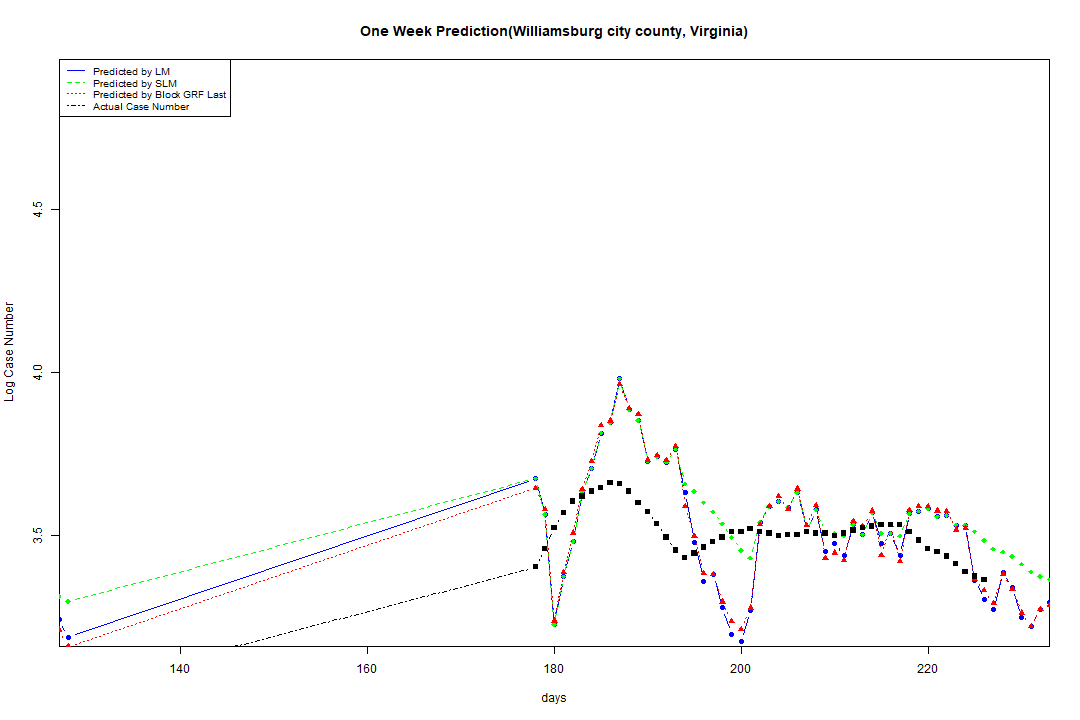 One Week Prediction(Williamsburg city county, Virginia)
Predicted by LM
Predicted by SLM
Predicted by Block GRF Last
Actual Case Number
4.5
4.0
3.5
Log Case Number
140
160
180
200
220
days